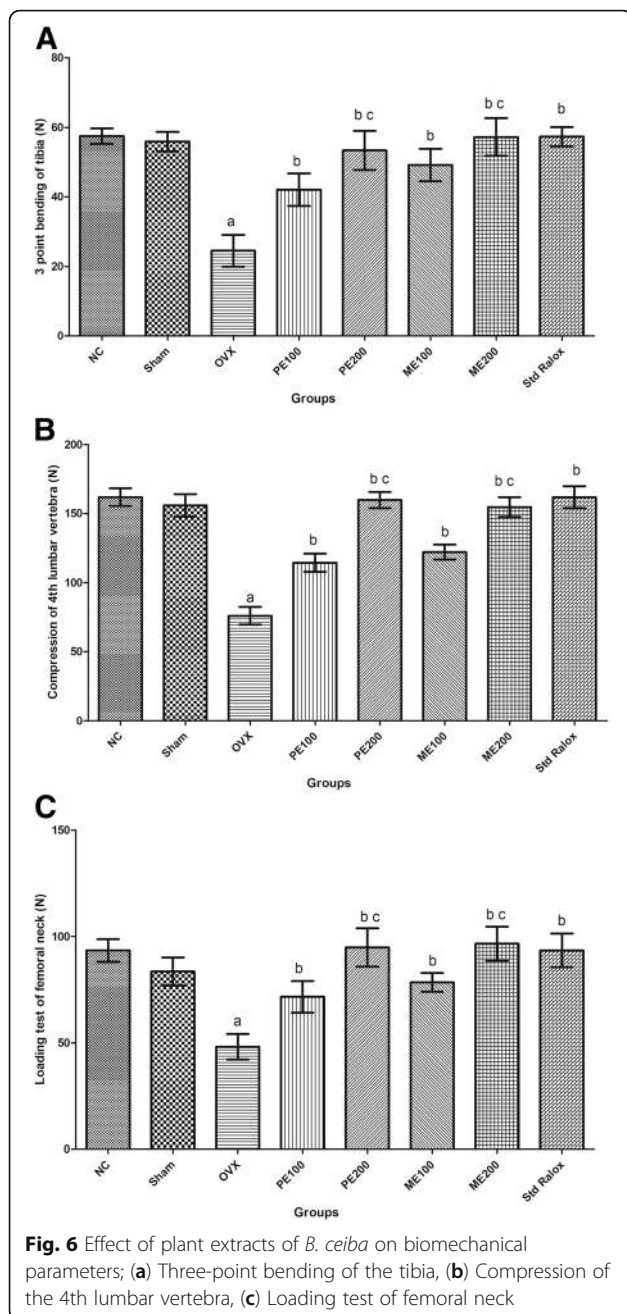 A
80
60
40
20
0
3 point bending of tibia (N)
a
b
b c
b
b c
b
NC Sham OVX PE100 PE200 ME100 ME200 Std Ralox
Groups
B
200
150
100
50
0
Compression of 4th lumbar vertebra (N)
a
b
b c
b
b c
b
NC Sham OVX PE100 PE200 ME100 ME200 Std Ralox
Groups
C
150
100
50
0
Loading test of femoral neck (N)
a
b
b c
b
b c
b
NC Sham OVX PE100 PE200 ME100 ME200 Std Ralox
Groups
Fig. 6 Effect of plant extracts of B. ceiba on biomechanical
parameters; (a) Three-point bending of the tibia, (b) Compression of
the 4th lumbar vertebra, (c) Loading test of femoral neck